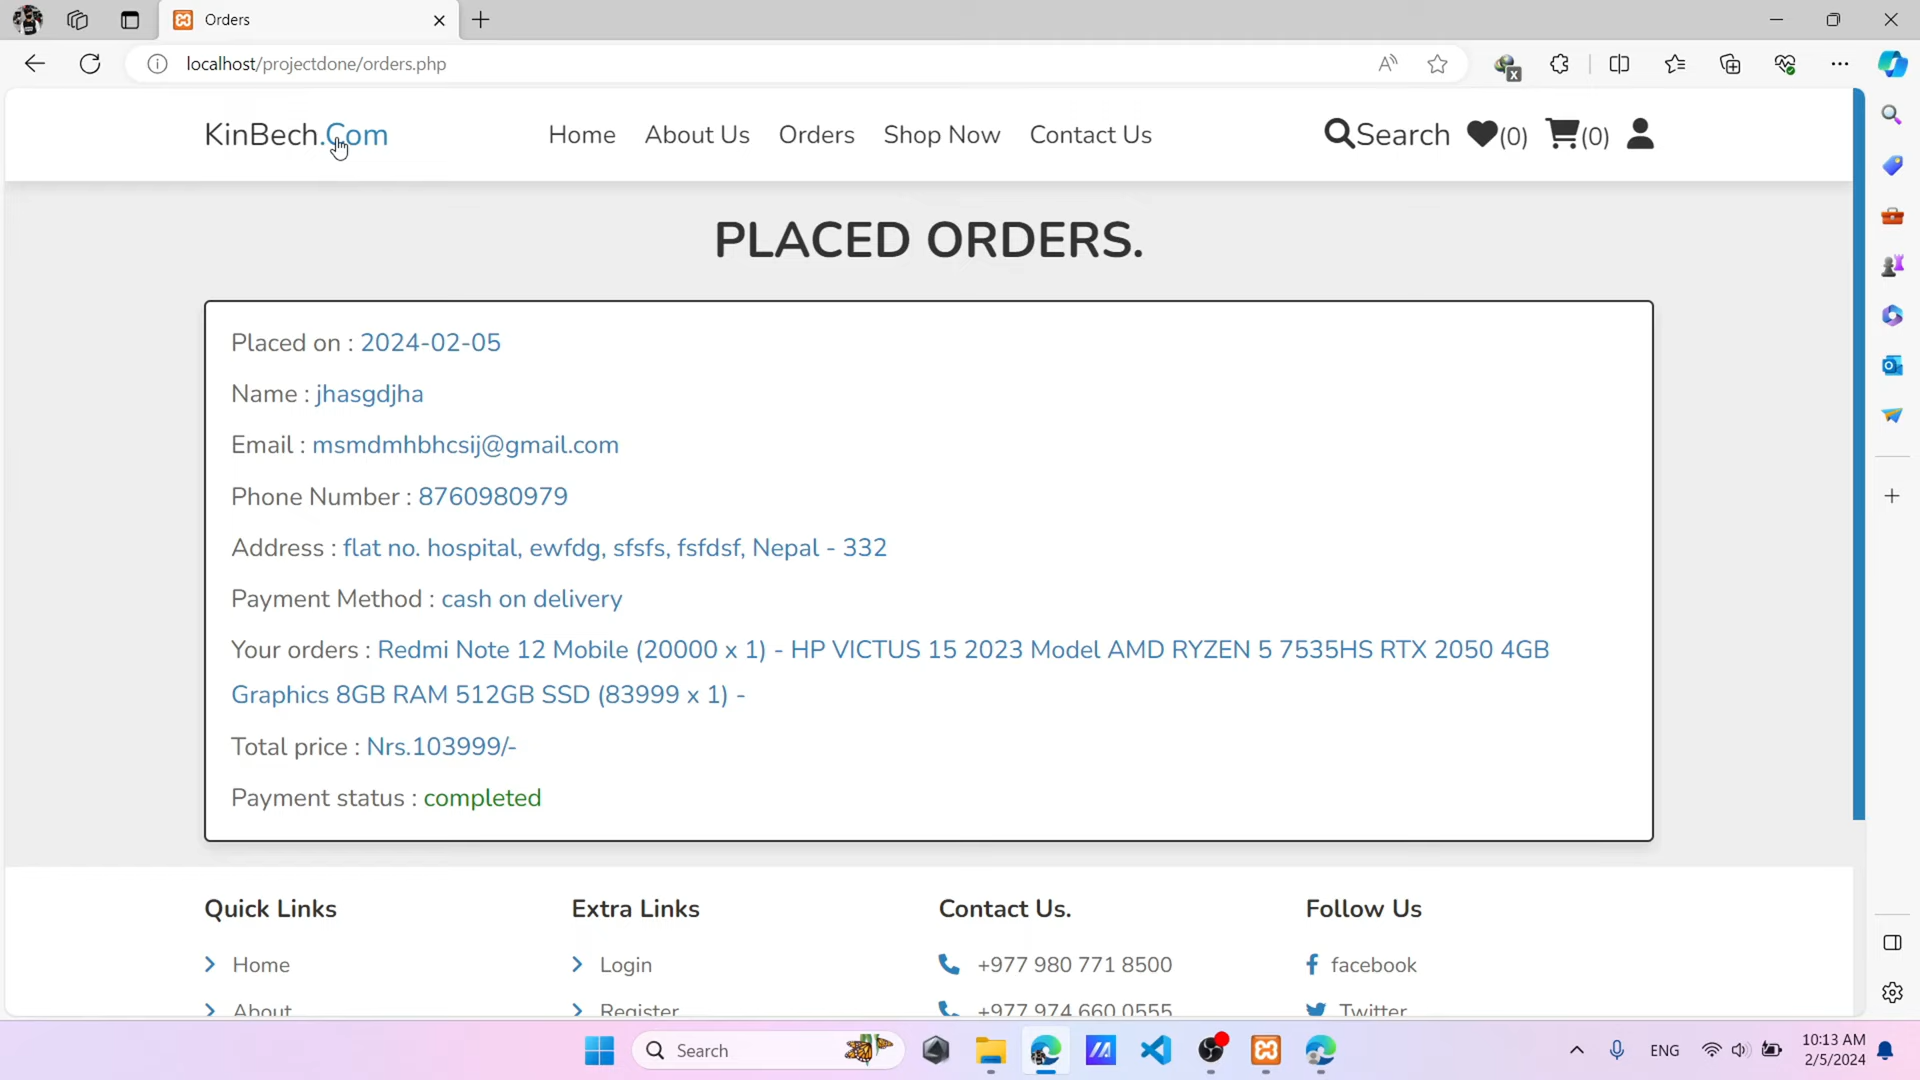 Orders
localhost/projectdone/orders.php
KinBech.Com
Home
About Us
Orders
Shop Now
Contact Us
Search
(0)
(0)
PLACED ORDERS.
Placed on : 2024-02-05
Name : jhasgdjha
Email : msmdmhbhcsij@gmail.com
Phone Number : 8760980979
Address : flat no. hospital, ewfdg, sfsfs, fsfdsf, Nepal - 332
Payment Method : cash on delivery
Your orders : Redmi Note 12 Mobile (20000 x 1) - HP VICTUS 15 2023 Model AMD RYZEN 5 7535HS RTX 2050 4GB
Graphics 8GB RAM 512GB SSD (83999 x 1) -
Total price : Nrs.103999/-
Payment status : completed
Quick Links
Extra Links
Contact Us.
Follow Us
Home
Login
+977 980 771 8500
facebook
About
Register
+977 974 660 0555
Twitter
Search
ENG
10:13 AM
2/5/2024